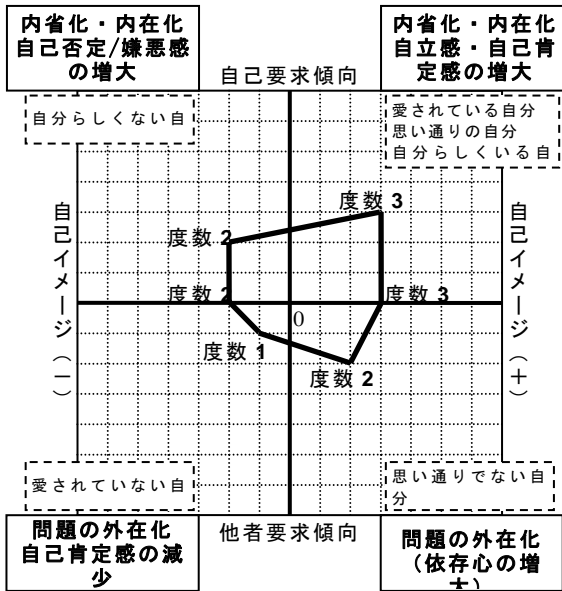 内省化・内在化
自己否定/嫌悪感
の増大
内省化・内在化
自立感・自己肯
定感の増大
自己要求傾向
自分らしくない自
愛されている自分
思い通りの自分
自分らしくいる自
自己イメージ(ー)
自己イメージ(+)
度数 3
度数 2
度数 2
度数 3
0
度数 1
度数 2
愛されていない自
思い通りでない自
分
他者要求傾向
問題の外在化
自己肯定感の減
少
問題の外在化
(依存心の増
大)